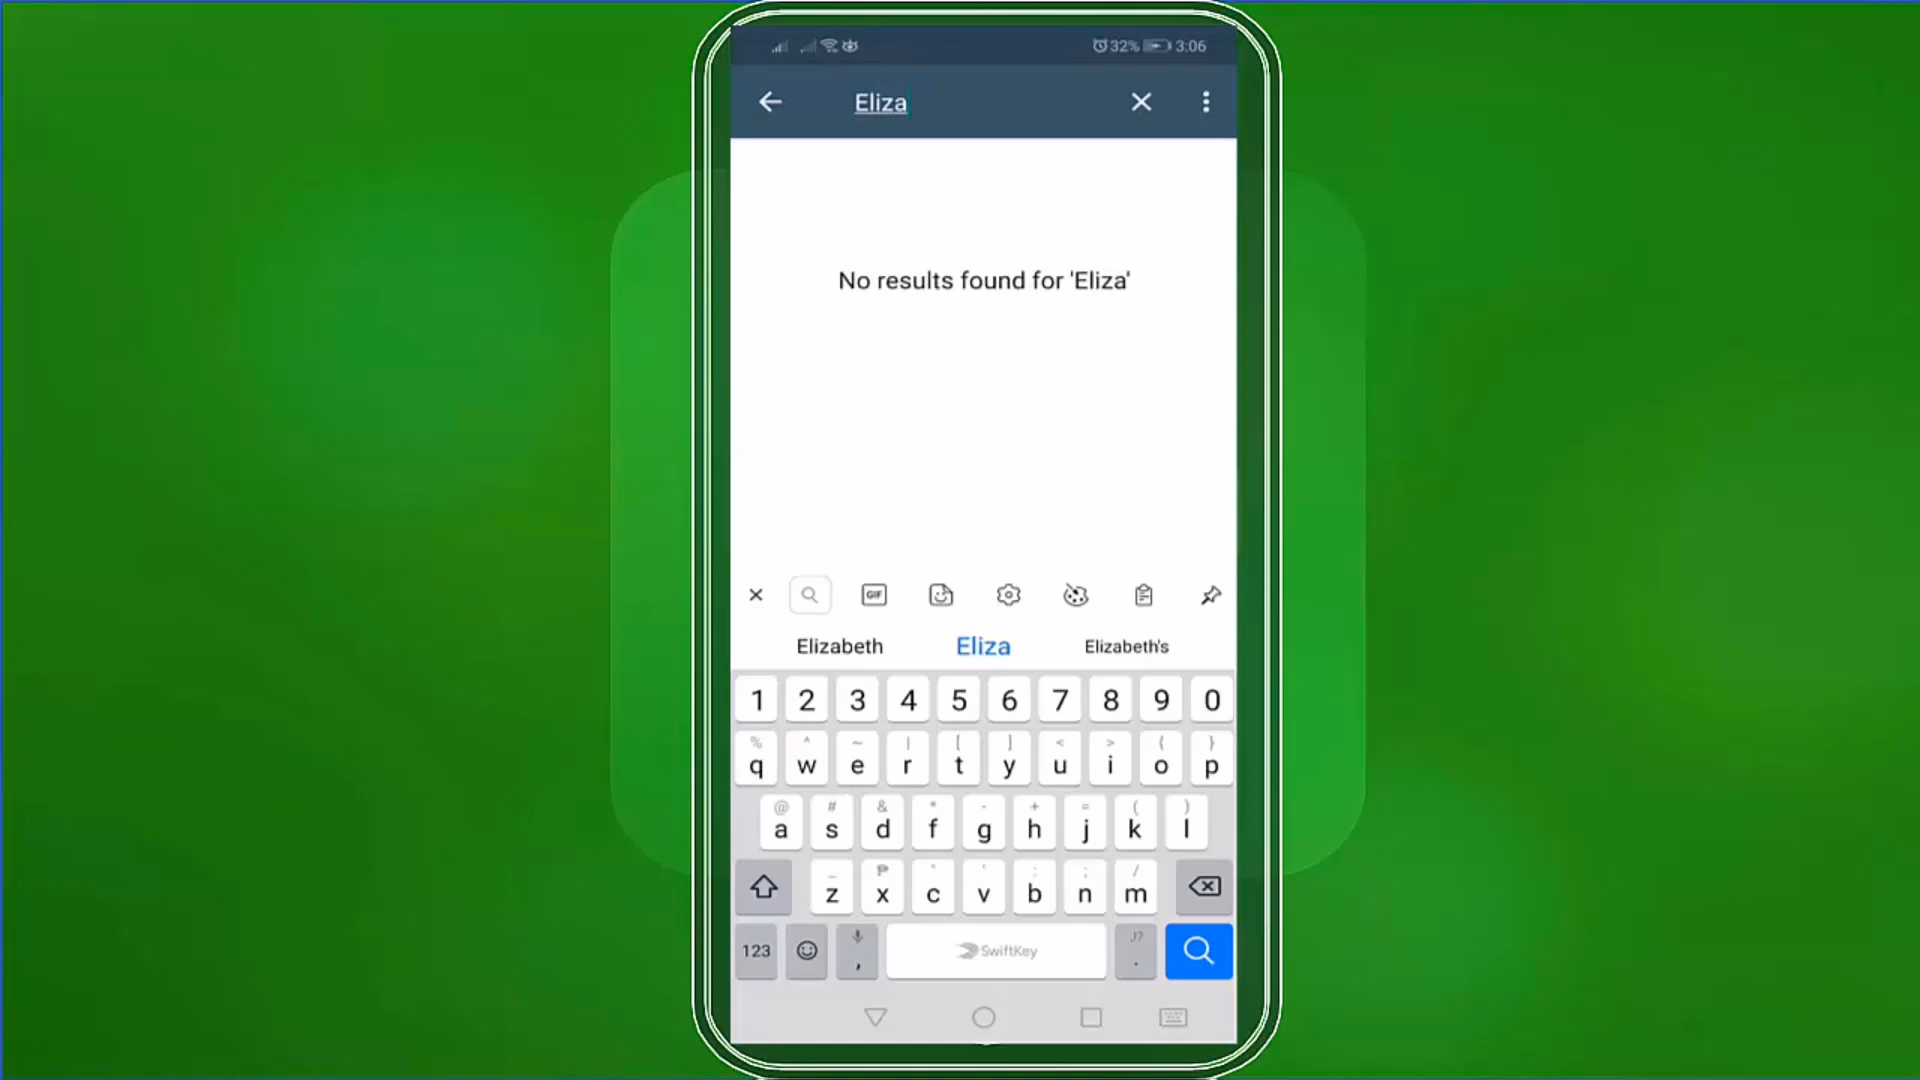 32% 3:06
Eliza
No results found for 'Eliza'
GIF
Elizabeth Eliza Elizabeth's
1 2 3 4 5 6 7 8 9 0
% ^ ~ | [ ] < > { }
q w e r t y u i o p
@ # & * - + = ( )
a s d f g h j k l
_ ₱ " ' : ; /
z x c v b n m
123 , SwiftKey ,!? .